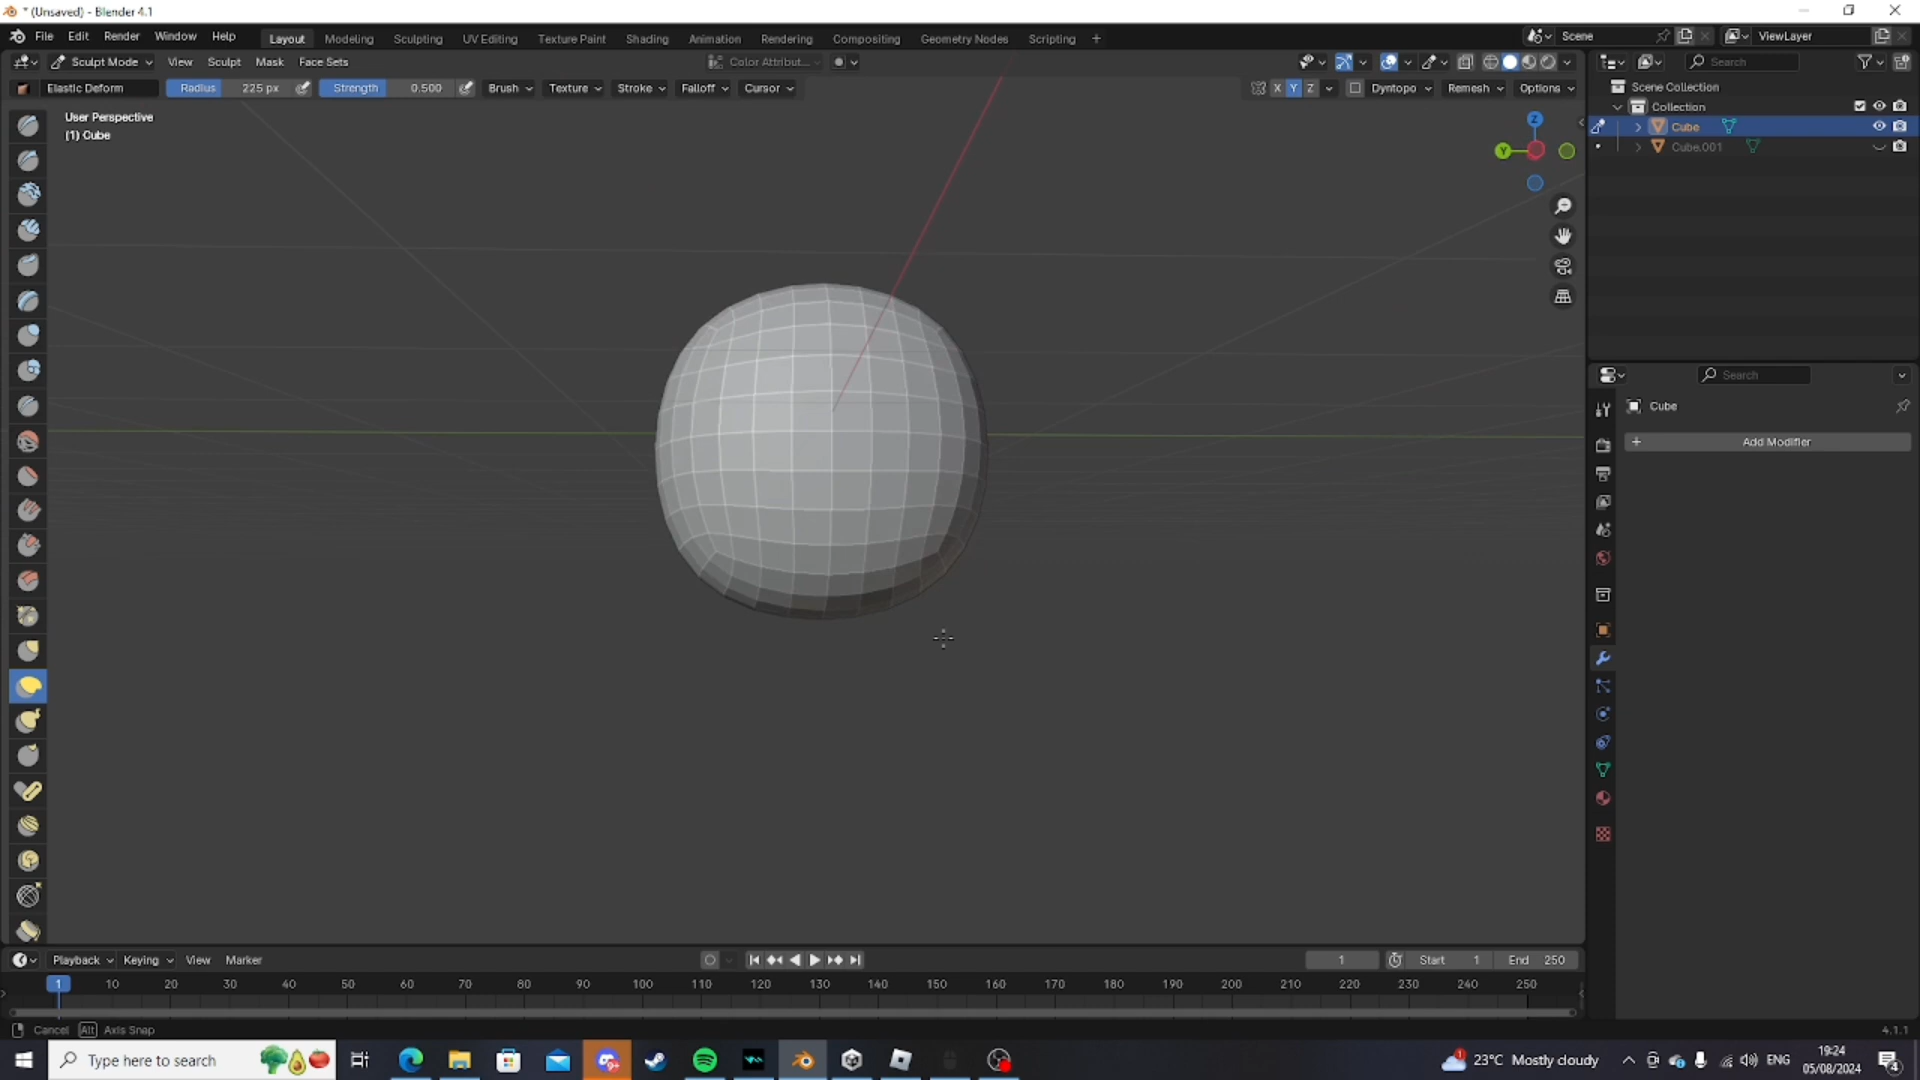 * (Unsaved) - Blender 4.1
File Edit Render Window Help Layout Modeling Sculpting UV Editing Texture Paint Shading Animation Rendering Compositing Geometry Nodes Scripting + Scene ViewLayer
Sculpt Mode View Sculpt Mask Face Sets Color Attribut... Search
Elastic Deform Radius 225 px Strength 0.500 Brush Texture Stroke Falloff Cursor X Y Z Dyntopo Remesh Options
Scene Collection
Collection
Cube
Cube.001
User Perspective
(1) Cube
Z
Y
Search
Cube
+ Add Modifier
Playback Keying View Marker 1 Start 1 End 250
1 10 20 30 40 50 60 70 80 90 100 110 120 130 140 150 160 170 180 190 200 210 220 230 240 250
Cancel Alt Axis Snap 4.1.1
Type here to search 23°C Mostly cloudy ENG 19:24
05/08/2024